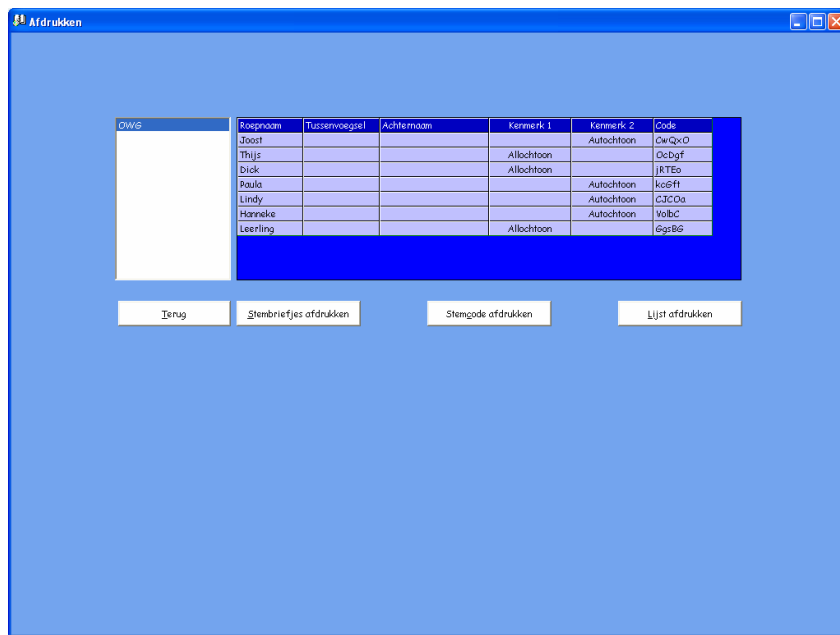 Afdrukken
OWG
Roepnaam Tussenvoegsel Achternaam Kenmerk 1 Kenmerk 2 Code
Joost Autochtoon CwQxO
Thijs Allochtoon OcDgf
Dick Allochtoon jRTEo
Paula Autochtoon kcGft
Lindy Autochtoon CJCOa
Hanneke Autochtoon VolbC
Leerling Allochtoon GgsBG
Terug Stembriefjes afdrukken Stemcode afdrukken Lijst afdrukken